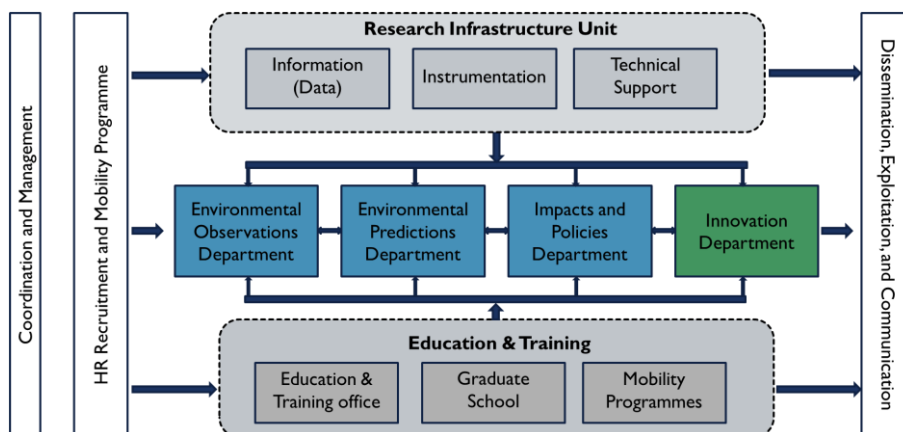 Coordination and Management
HR Recruitment and Mobility Programme
Research Infrastructure Unit
Information
(Data)
Instrumentation
Technical
Support
Environmental
Observations
Department
Environmental
Predictions
Department
Impacts and
Policies
Department
Innovation
Department
Education & Training
Education &
Training office
Graduate
School
Mobility
Programmes
Dissemination, Exploitation, and Communication